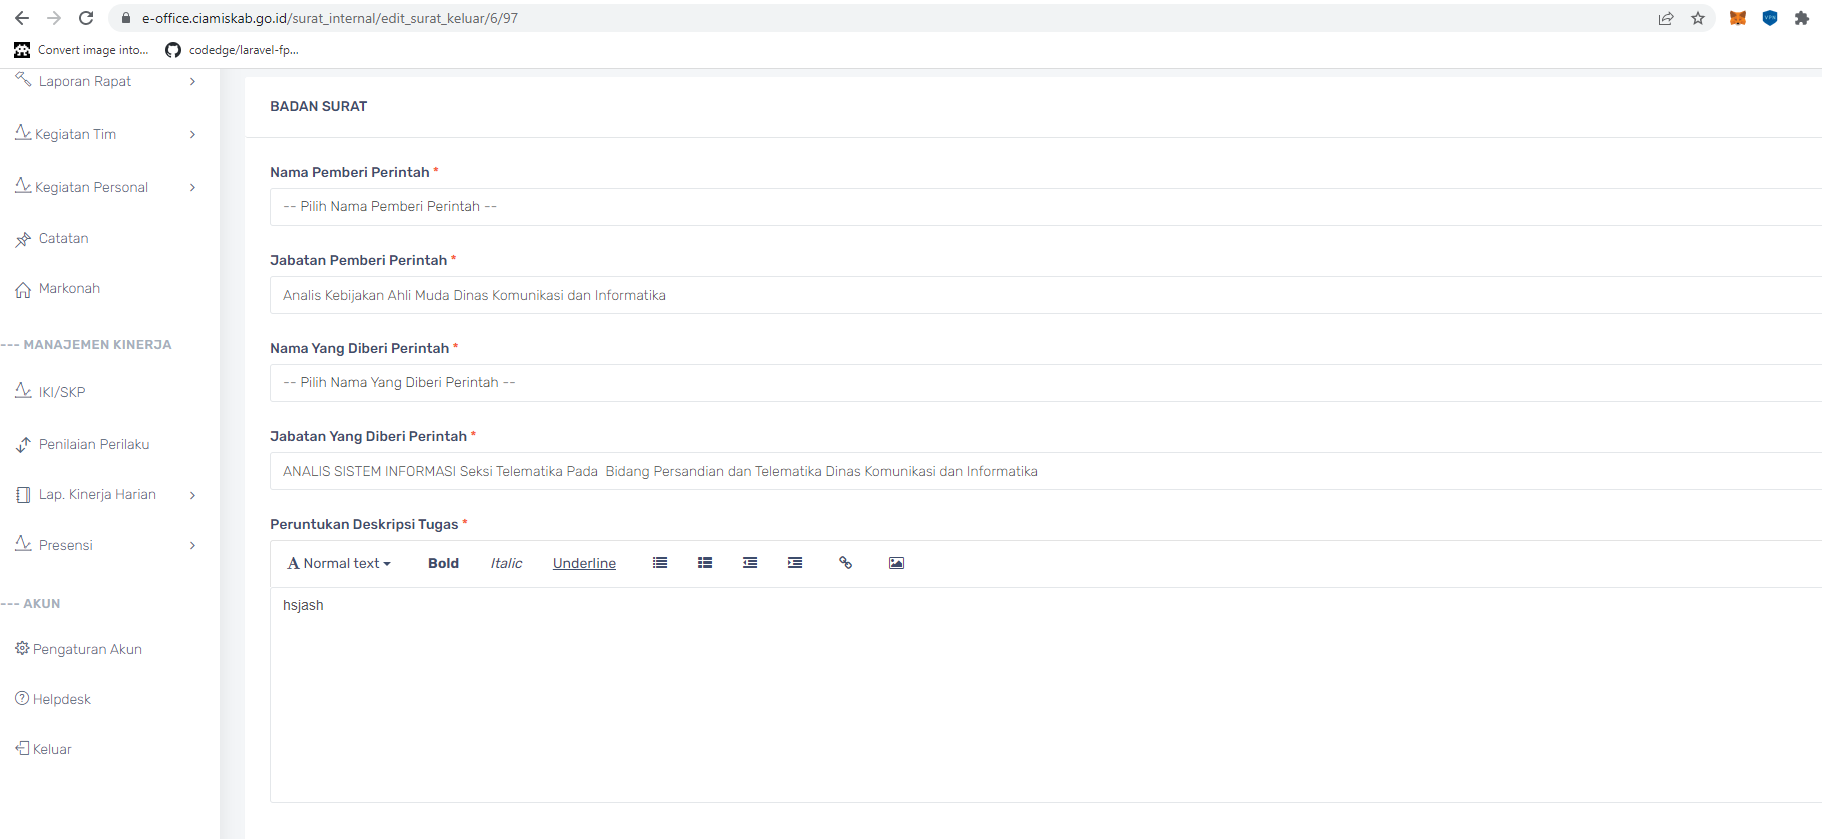 e-office.ciamiskab.go.id/surat_internal/edit_surat_keluar/6/97
Convert image into... codedge/laravel-fp...
Laporan Rapat
Kegiatan Tim
Kegiatan Personal
Catatan
Markonah
--- MANAJEMEN KINERJA
IKI/SKP
Penilaian Perilaku
Lap. Kinerja Harian
Presensi
--- AKUN
Pengaturan Akun
Helpdesk
Keluar
BADAN SURAT
Nama Pemberi Perintah *
-- Pilih Nama Pemberi Perintah --
Jabatan Pemberi Perintah *
Analis Kebijakan Ahli Muda Dinas Komunikasi dan Informatika
Nama Yang Diberi Perintah *
-- Pilih Nama Yang Diberi Perintah --
Jabatan Yang Diberi Perintah *
ANALIS SISTEM INFORMASI Seksi Telematika Pada  Bidang Persandian dan Telematika Dinas Komunikasi dan Informatika
Peruntukan Deskripsi Tugas *
A Normal text Bold Italic Underline
hsjash
VPN